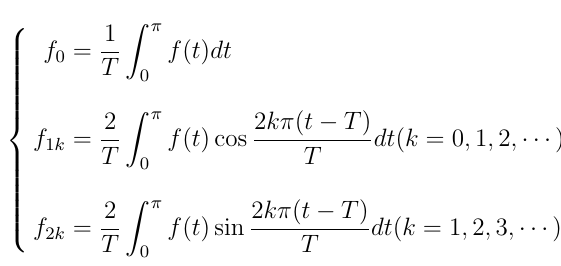 f_0 = \frac{1}{T} \int_0^{\pi} f(t)dt
f_{1k} = \frac{2}{T} \int_0^{\pi} f(t) \cos \frac{2k\pi(t-T)}{T} dt(k = 0, 1, 2, \cdots)
f_{2k} = \frac{2}{T} \int_0^{\pi} f(t) \sin \frac{2k\pi(t-T)}{T} dt(k = 1, 2, 3, \cdots)